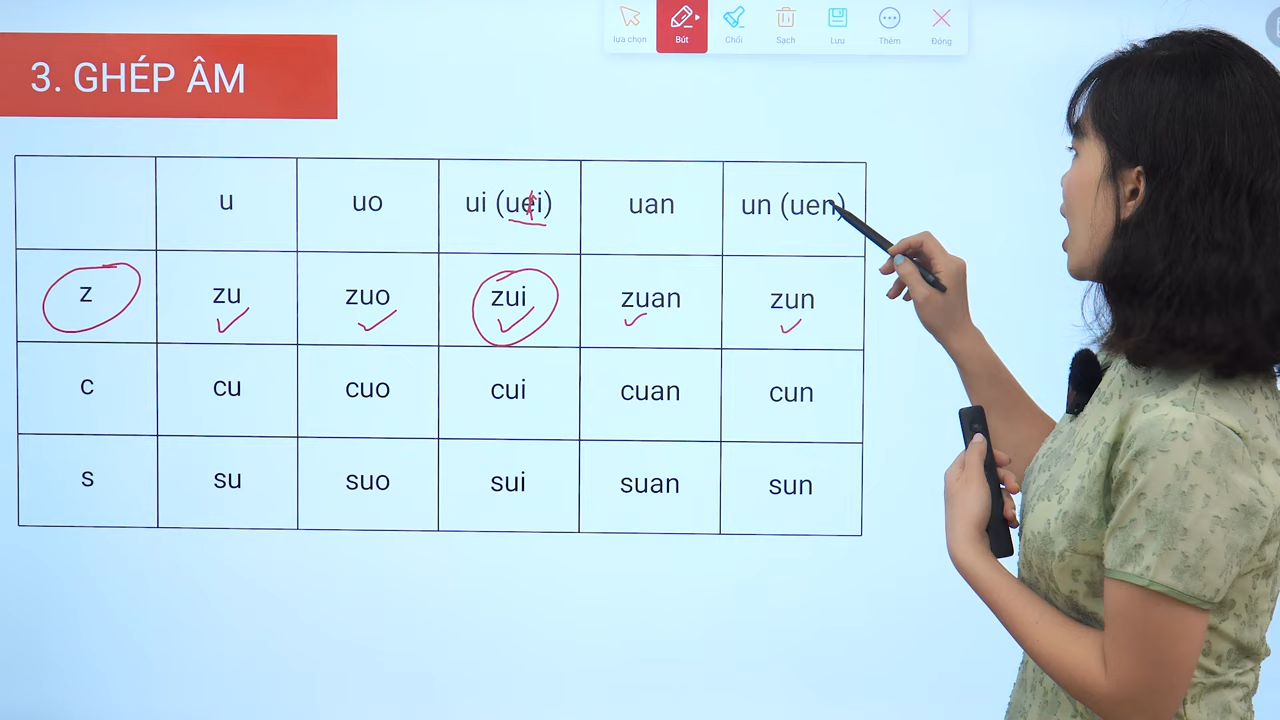 lựa chọn Bút Chổi Sạch Lưu Thêm Đóng
3. GHÉP ÂM
u uo ui (uei) uan un (uen)
z zu zuo zui zuan zun
c cu cuo cui cuan cun
s su suo sui suan sun